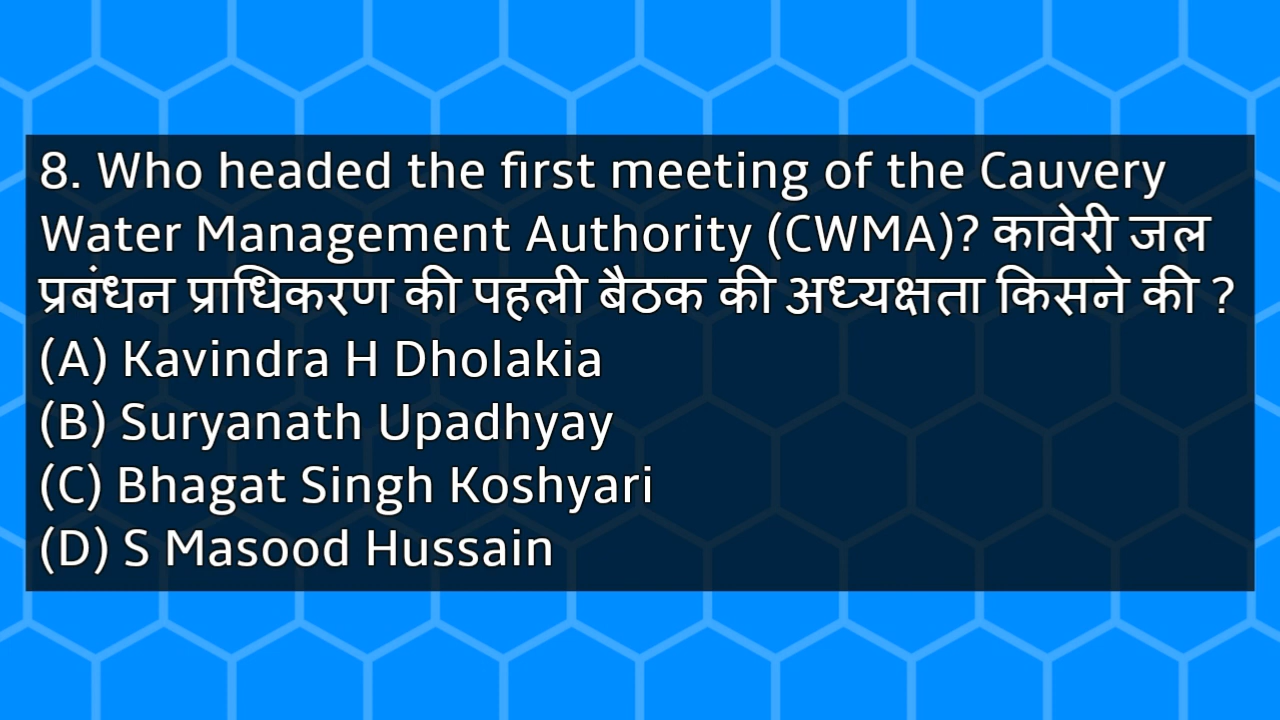 8. Who headed the first meeting of the Cauvery
Water Management Authority (CWMA)? कावेरी जल
प्रबंधन प्राधिकरण की पहली बैठक की अध्यक्षता किसने की ?
(A) Kavindra H Dholakia
(B) Suryanath Upadhyay
(C) Bhagat Singh Koshyari
(D) S Masood Hussain